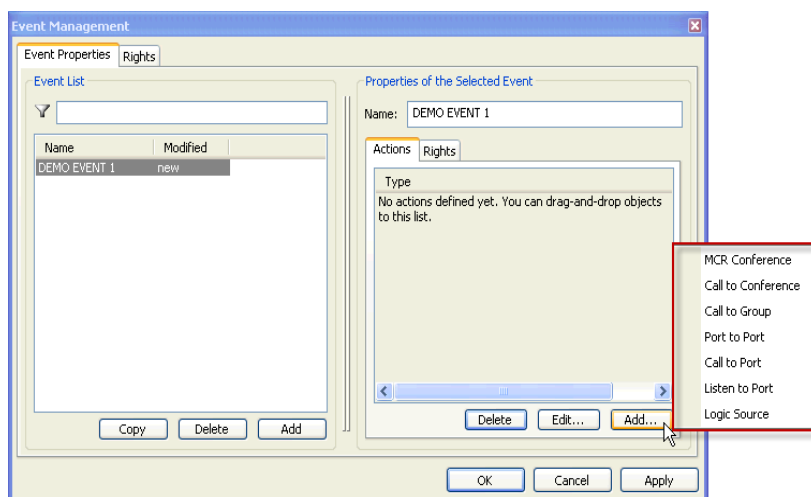 Event Management
Event Properties Rights
Event List
Name Modified
DEMO EVENT 1 new
Copy Delete Add
Properties of the Selected Event
Name: DEMO EVENT 1
Actions Rights
Type
No actions defined yet. You can drag-and-drop objects
to this list.
Delete Edit... Add...
MCR Conference
Call to Conference
Call to Group
Port to Port
Call to Port
Listen to Port
Logic Source
OK Cancel Apply